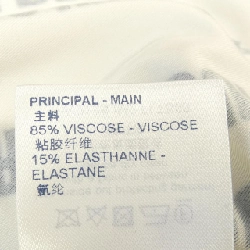 PRINCIPAL - MAIN
主料
85% VISCOSE - VISCOSE
粘胶纤维
15% ELASTHANNE -
ELASTANE
氨纶